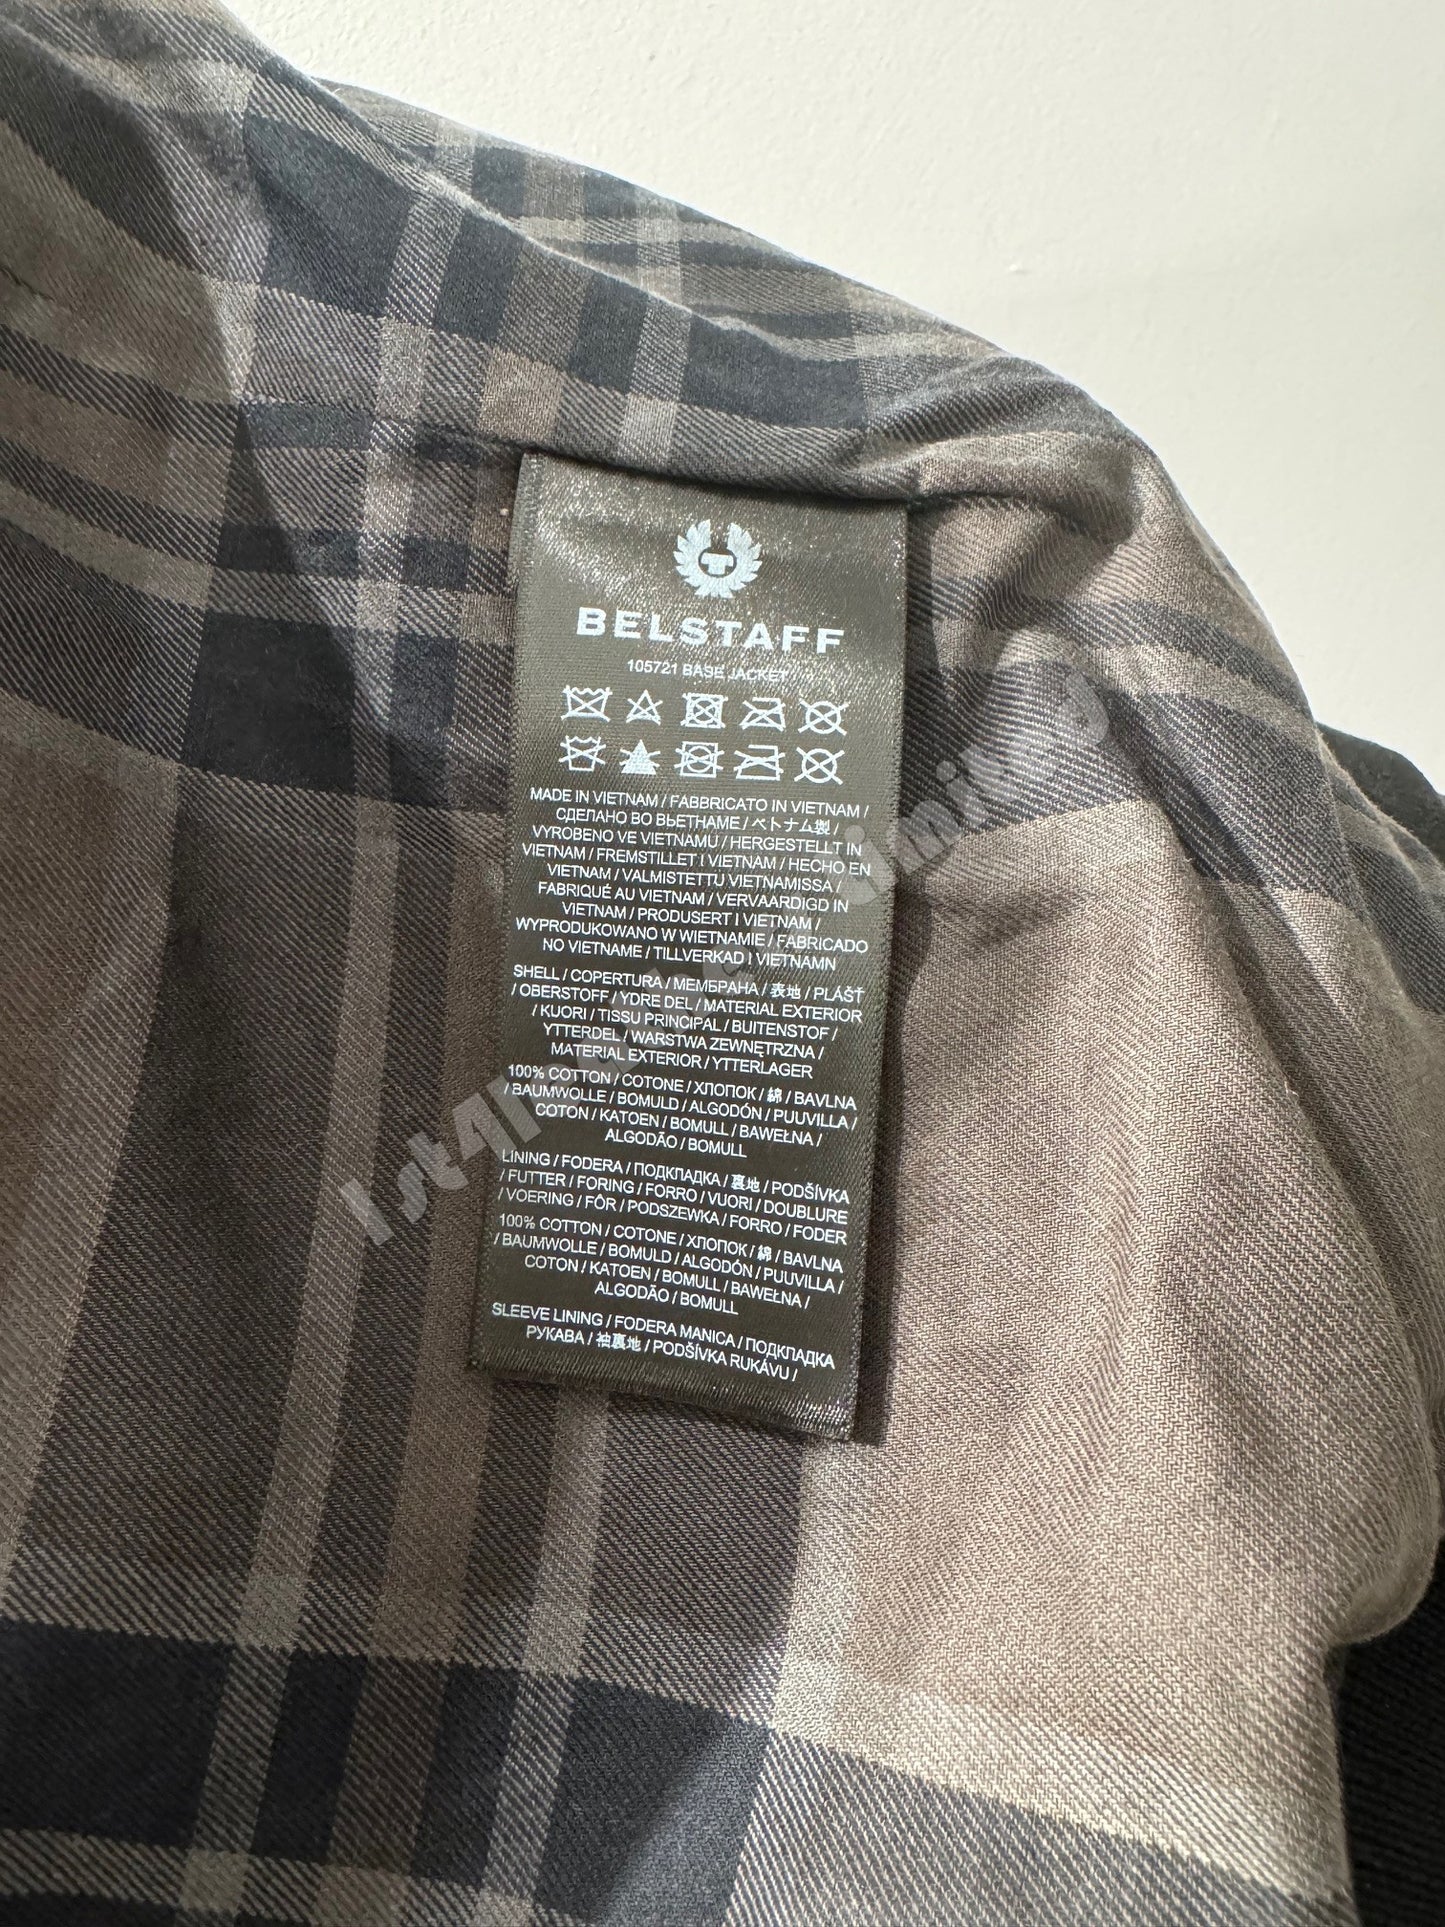 BELSTAFF
105721 BASE JACKET
MADE IN VIETNAM / FABBRICATO IN VIETNAM /
СДЕЛАНО ВО ВЬЕТНАМЕ / ベトナム製 /
VYROBENO VE VIETNAMU / HERGESTELLT IN
VIETNAM / FREMSTILLET I VIETNAM / HECHO EN
VIETNAM / VALMISTETTU VIETNAMISSA /
FABRIQUÉ AU VIETNAM / VERVAARDIGD IN
VIETNAM / PRODUSERT I VIETNAM /
WYPRODUKOWANO W WIETNAMIE / FABRICADO
NO VIETNAME / TILLVERKAD I VIETNAMN
SHELL / COPERTURA / МЕМБРАНА / 表地 / PLÁŠŤ
/ OBERSTOFF / YDRE DEL / MATERIAL EXTERIOR
/ KUORI / TISSU PRINCIPAL / BUITENSTOF /
YTTERDEL / WARSTWA ZEWNĘTRZNA /
MATERIAL EXTERIOR / YTTERLAGER
100% COTTON / COTONE / ХЛОПОК / 綿 / BAVLNA
/ BAUMWOLLE / BOMULD / ALGODÓN / PUUVILLA /
COTON / KATOEN / BOMULL / BAWEŁNA /
ALGODÃO / BOMULL
LINING / FODERA / ПОДКЛАДКА / 裏地 / PODŠÍVKA
/ FUTTER / FORING / FORRO / VUORI / DOUBLURE
/ VOERING / FÔR / PODSZEWKA / FORRO / FODER
100% COTTON / COTONE / ХЛОПОК / 綿 / BAVLNA
/ BAUMWOLLE / BOMULD / ALGODÓN / PUUVILLA /
COTON / KATOEN / BOMULL / BAWEŁNA /
ALGODÃO / BOMULL
SLEEVE LINING / FODERA MANICA / ПОДКЛАДКА
РУКАВА / 袖裏地 / PODŠÍVKA RUKÁVU /